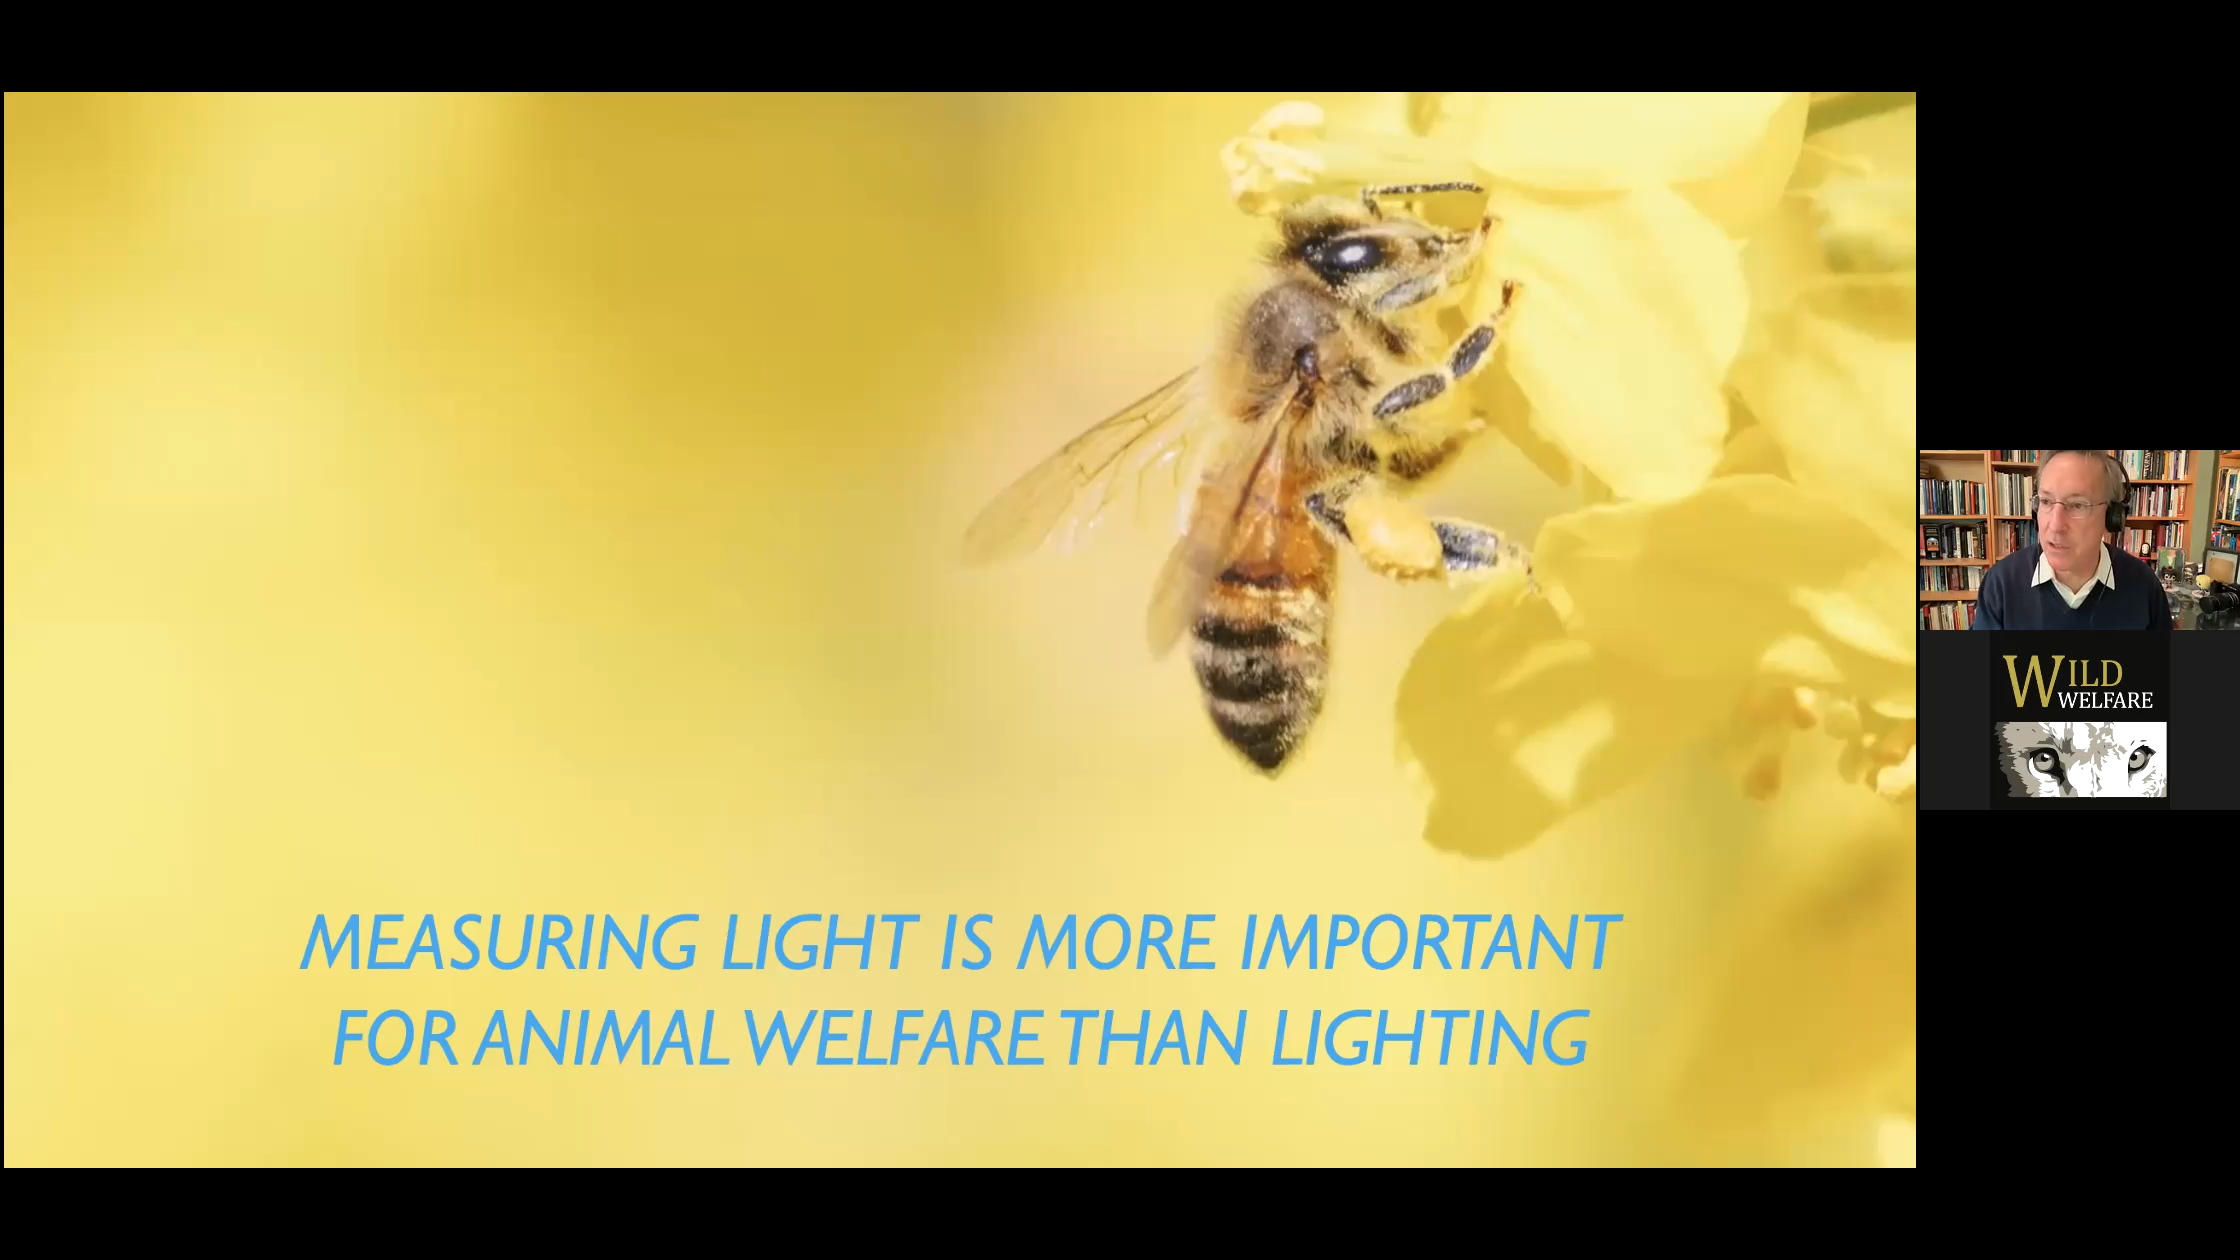 MEASURING LIGHT IS MORE IMPORTANT
FOR ANIMAL WELFARE THAN LIGHTING
WILD
WELFARE